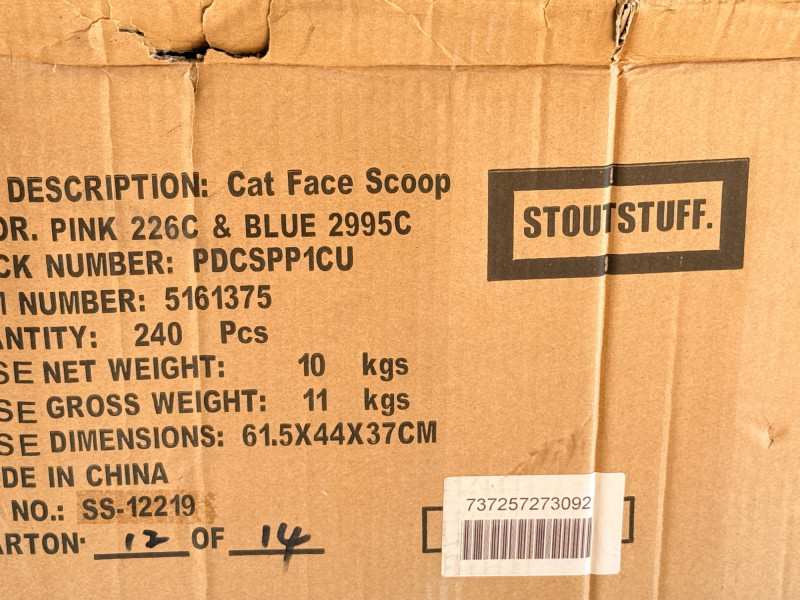 DESCRIPTION: Cat Face Scoop
OR. PINK 226C & BLUE 2995C
CK NUMBER: PDCSPP1CU
M NUMBER: 5161375
ANTITY: 240 Pcs
SE NET WEIGHT: 10 kgs
SE GROSS WEIGHT: 11 kgs
SE DIMENSIONS: 61.5X44X37CM
DE IN CHINA
NO.: SS-12219
ARTON· 12 OF 14
STOUTSTUFF.
737257273092